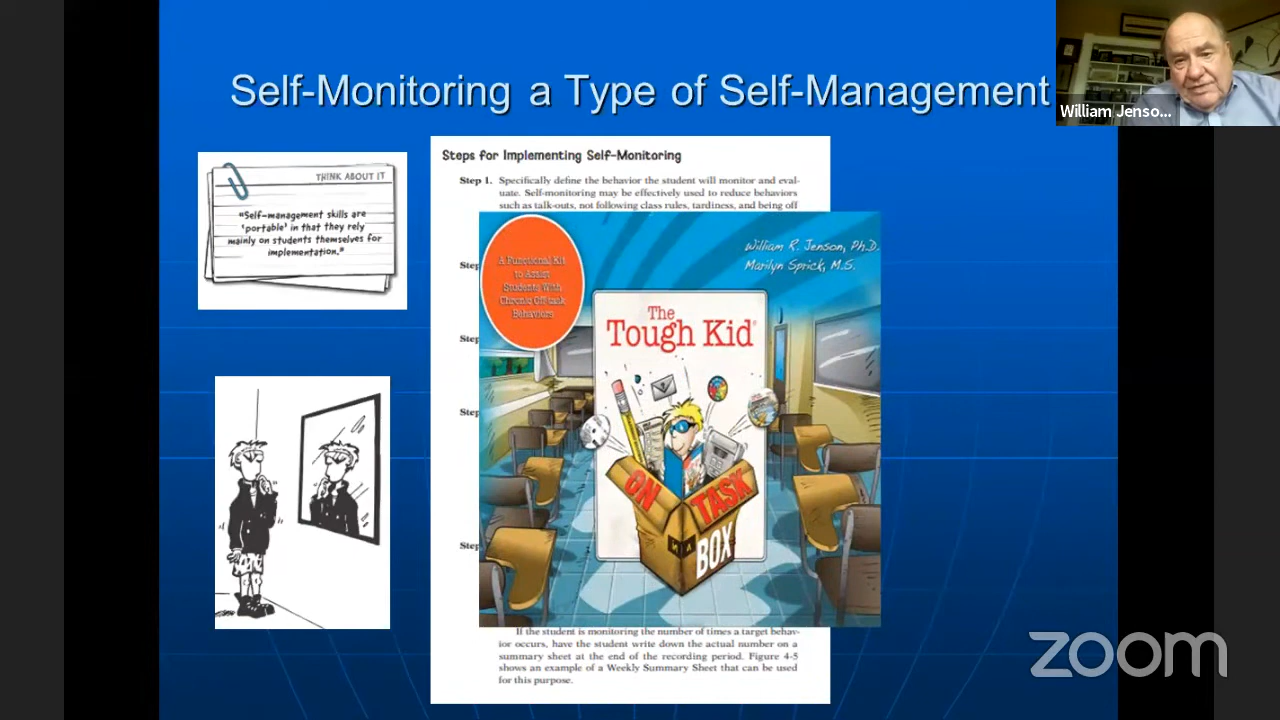 Self-Monitoring a Type of Self-Management
William Jenso...
THINK ABOUT IT
"Self-management skills are
'portable' in that they rely
mainly on students themselves for
implementation."
Steps for Implementing Self-Monitoring
Step 1. Specifically define the behavior the student will monitor and eval-
uate. Self-monitoring may be effectively used to reduce behaviors
such as talk-outs, not following class rules, tardiness, and being off
Step
Step
Step
Step
A Functional Kit
to Assist
Students With
Chronic Off-task
Behaviors
William R. Jenson, Ph.D.
Marilyn Sprick, M.S.
The
Tough Kid®
ON
TASK
IN A
BOX
If the student is monitoring the number of times a target behav-
ior occurs, have the student write down the actual number on a
summary sheet at the end of the recording period. Figure 4-5
shows an example of a Weekly Summary Sheet that can be used
for this purpose.
zoom